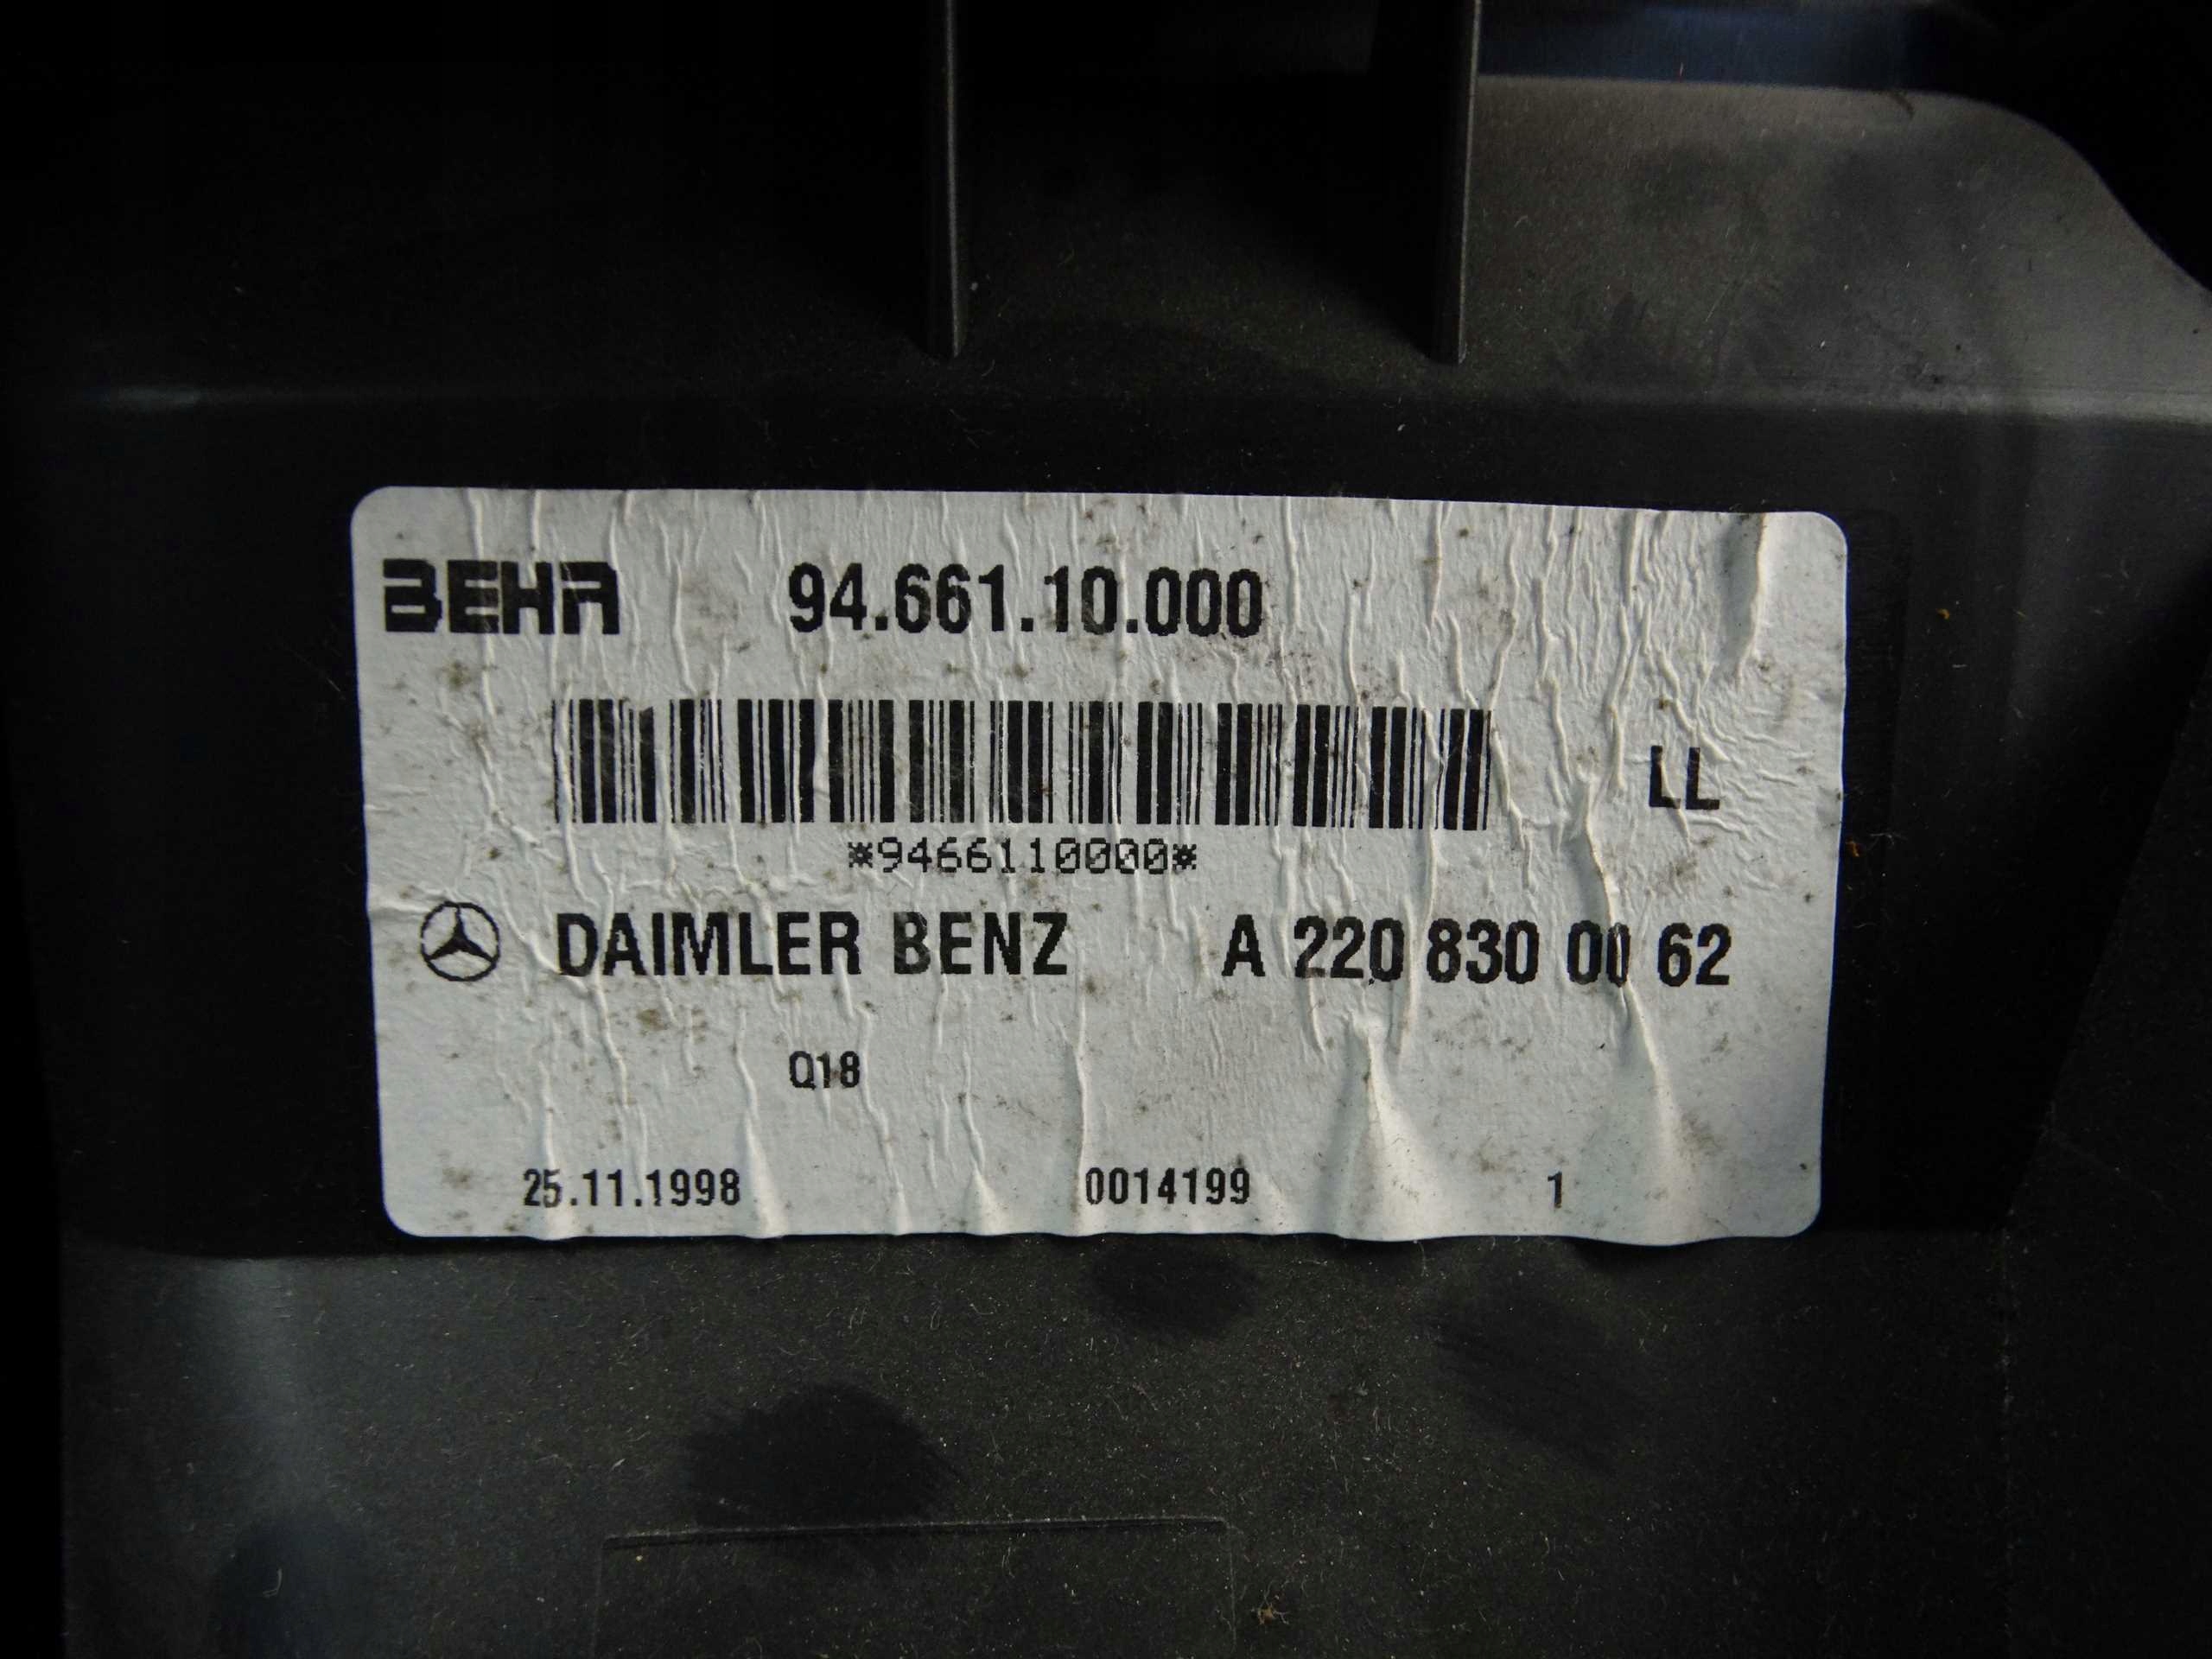 BEHR 94.661.10.000
LL
*9466110000*
DAIMLER BENZ A 220 830 00 62
Q18
25.11.1998 0014199 1